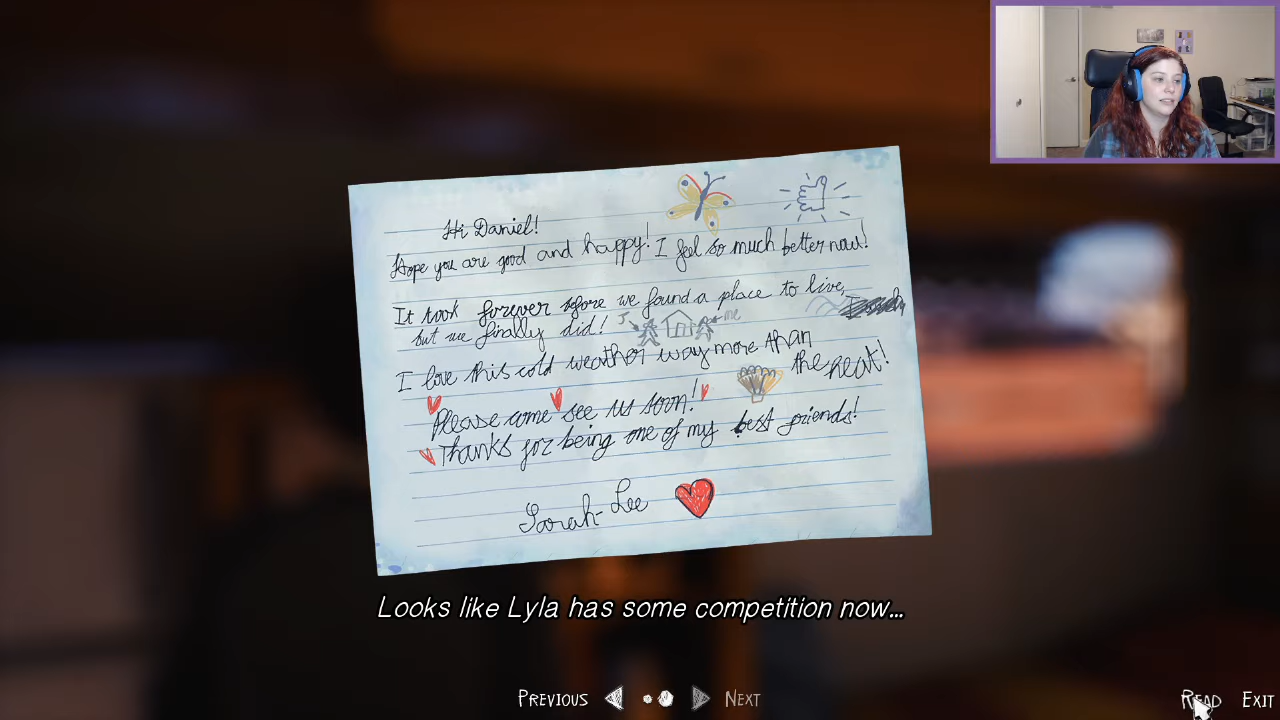 Hi Daniel!
Hope you are good and happy! I feel so much better now!
It took forever before we found a place to live,
but we finally did! J me
I love this cold weather way more than
the heat!
Please come see us soon!
Thanks for being one of my best friends!
Sarah-Lee
Looks like Lyla has some competition now...
PREVIOUS NEXT
READ EXIT